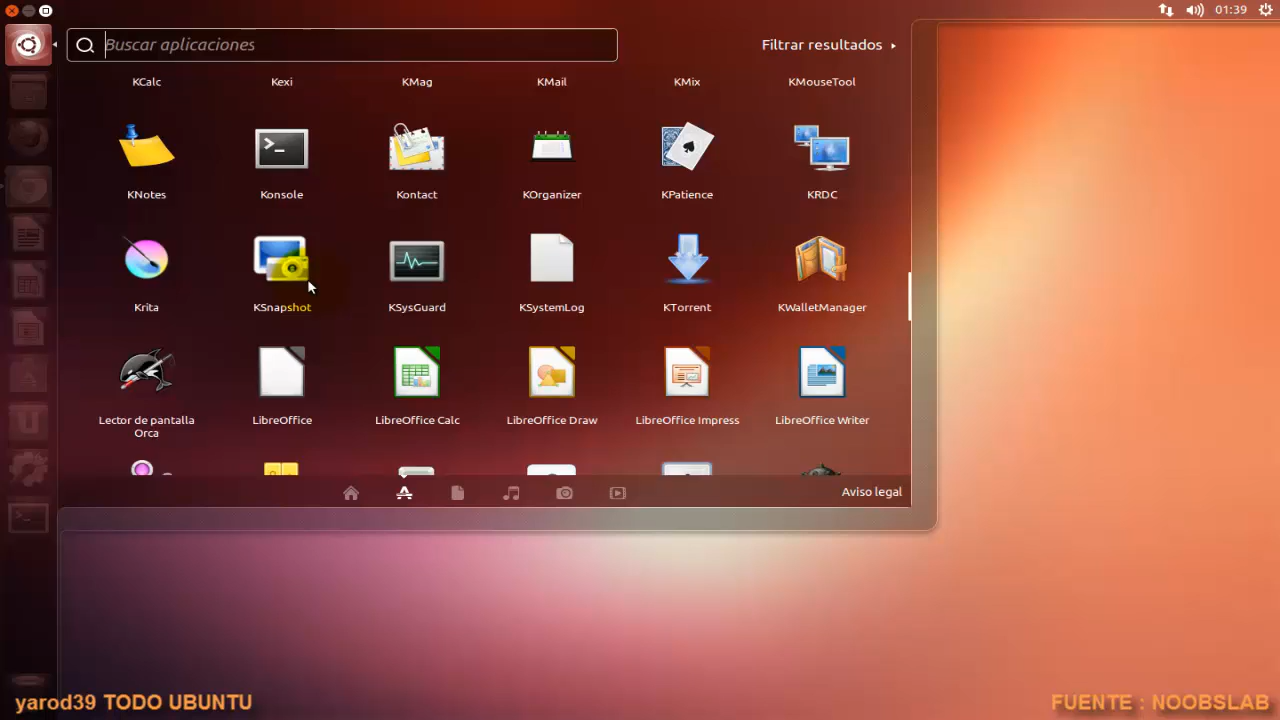 01:39
Buscar aplicaciones
Filtrar resultados
KCalc Kexi KMag KMail KMix KMouseTool
KNotes Konsole Kontact KOrganizer KPatience KRDC
Krita KSnapshot KSysGuard KSystemLog KTorrent KWalletManager
Lector de pantalla Orca LibreOffice LibreOffice Calc LibreOffice Draw LibreOffice Impress LibreOffice Writer
Aviso legal
yarod39 TODO UBUNTU
FUENTE : NOOBSLAB